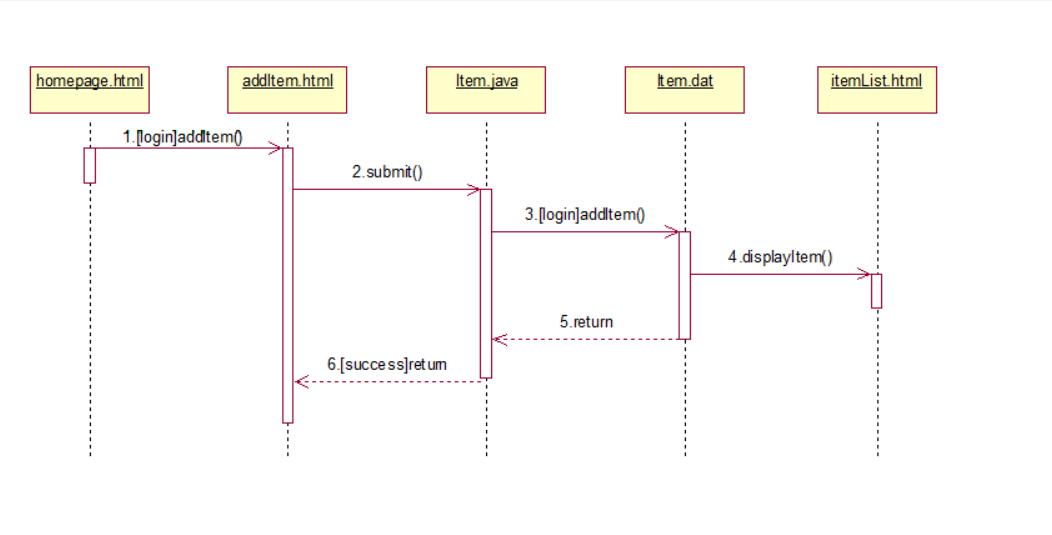 homepage.html
addItem.html
Item.java
Item.dat
itemList.html
1.[login]addItem()
2.submit()
3.[login]addItem()
4.displayItem()
5.return
6.[success]return